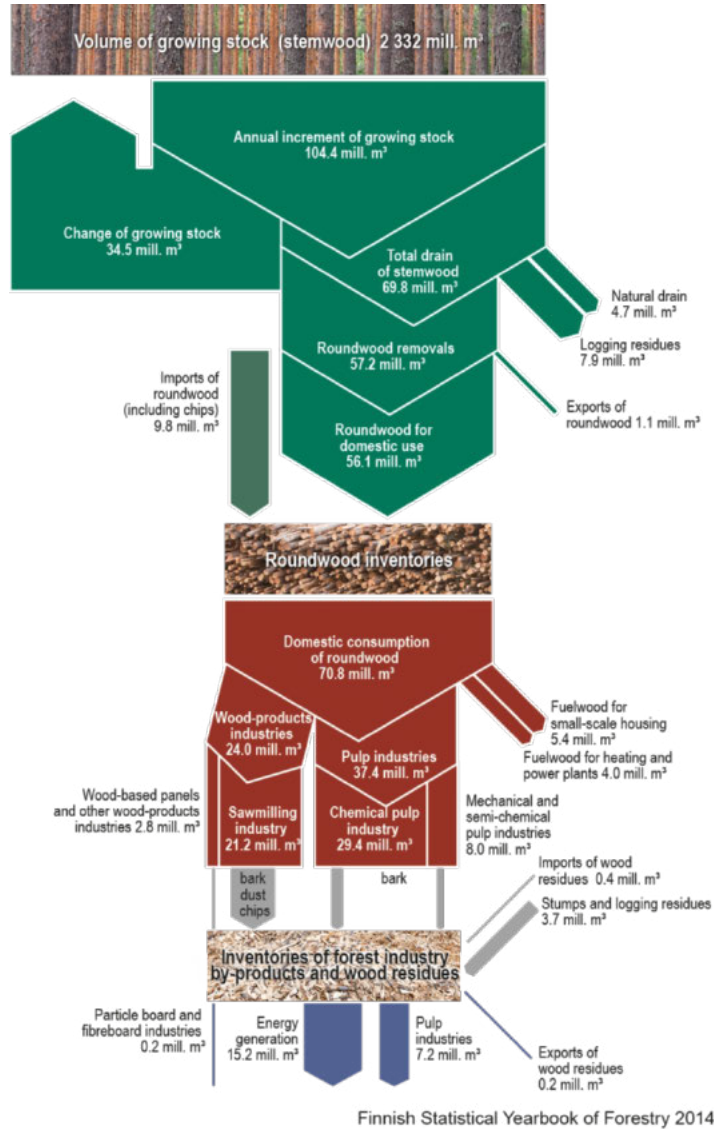 Volume of growing stock (stemwood) 2 332 mill. m³
Annual increment of growing stock
104.4 mill. m³
Change of growing stock
34.5 mill. m³
Total drain
of stemwood
69.8 mill. m³
Natural drain
4.7 mill. m³
Logging residues
7.9 mill. m³
Roundwood removals
57.2 mill. m³
Imports of
roundwood
(including chips)
9.8 mill. m³
Exports of
roundwood 1.1 mill. m³
Roundwood for
domestic use
56.1 mill. m³
Roundwood inventories
Domestic consumption
of roundwood
70.8 mill. m³
Fuelwood for
small-scale housing
5.4 mill. m³
Fuelwood for heating and
power plants 4.0 mill. m³
Wood-products
industries
24.0 mill. m³
Pulp industries
37.4 mill. m³
Wood-based panels
and other wood-products
industries 2.8 mill. m³
Sawmilling
industry
21.2 mill. m³
Chemical pulp
industry
29.4 mill. m³
Mechanical and
semi-chemical
pulp industries
8.0 mill. m³
bark
dust
chips
bark
Imports of wood
residues 0.4 mill. m³
Stumps and logging residues
3.7 mill. m³
Inventories of forest industry
by-products and wood residues
Particle board and
fibreboard industries
0.2 mill. m³
Energy
generation
15.2 mill. m³
Pulp
industries
7.2 mill. m³
Exports of
wood residues
0.2 mill. m³
Finnish Statistical Yearbook of Forestry 2014